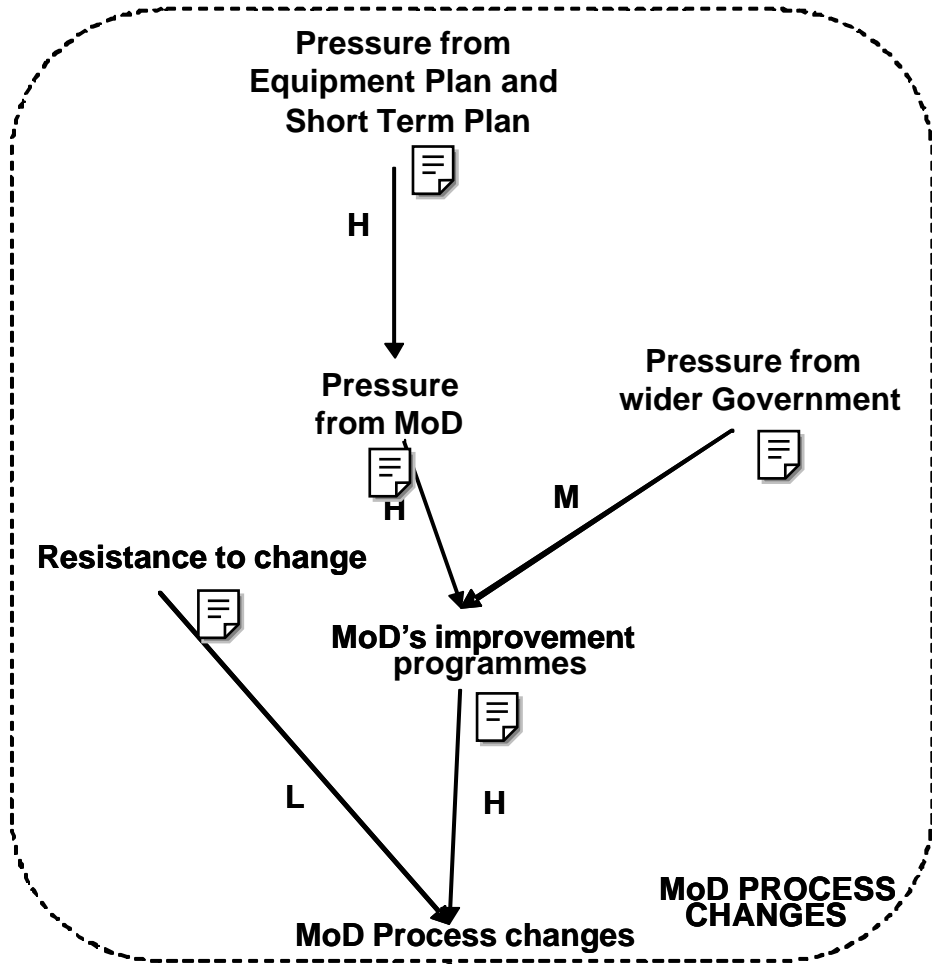 Pressure from
Equipment Plan and
Short Term Plan
H
Pressure
from MoD
Pressure from
wider Government
H
M
Resistance to change
MoD's improvement
programmes
L
H
MoD PROCESS
CHANGES
MoD Process changes